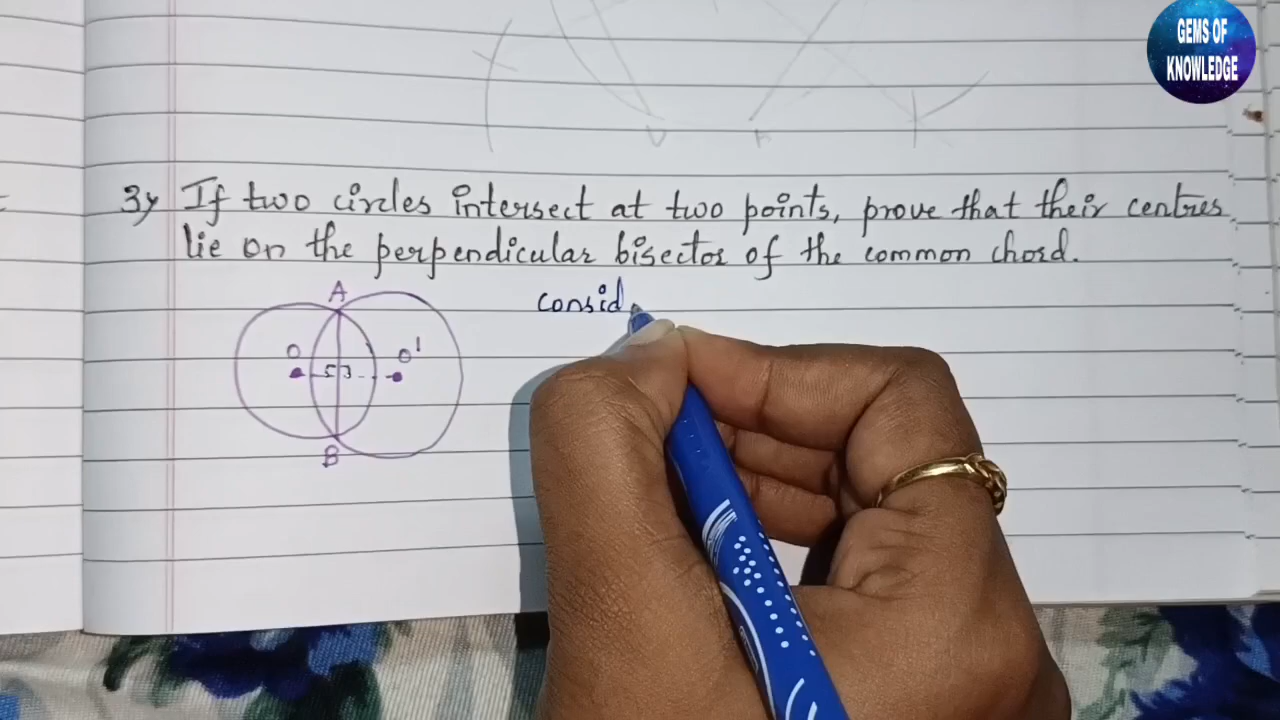 GEMS OF
KNOWLEDGE
3) If two circles intersect at two points, prove that their centres
lie on the perpendicular bisector of the common chord.
A
consid
O
O'
B